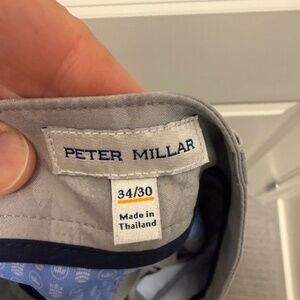 PETER MILLAR
34/30
Made in
Thailand